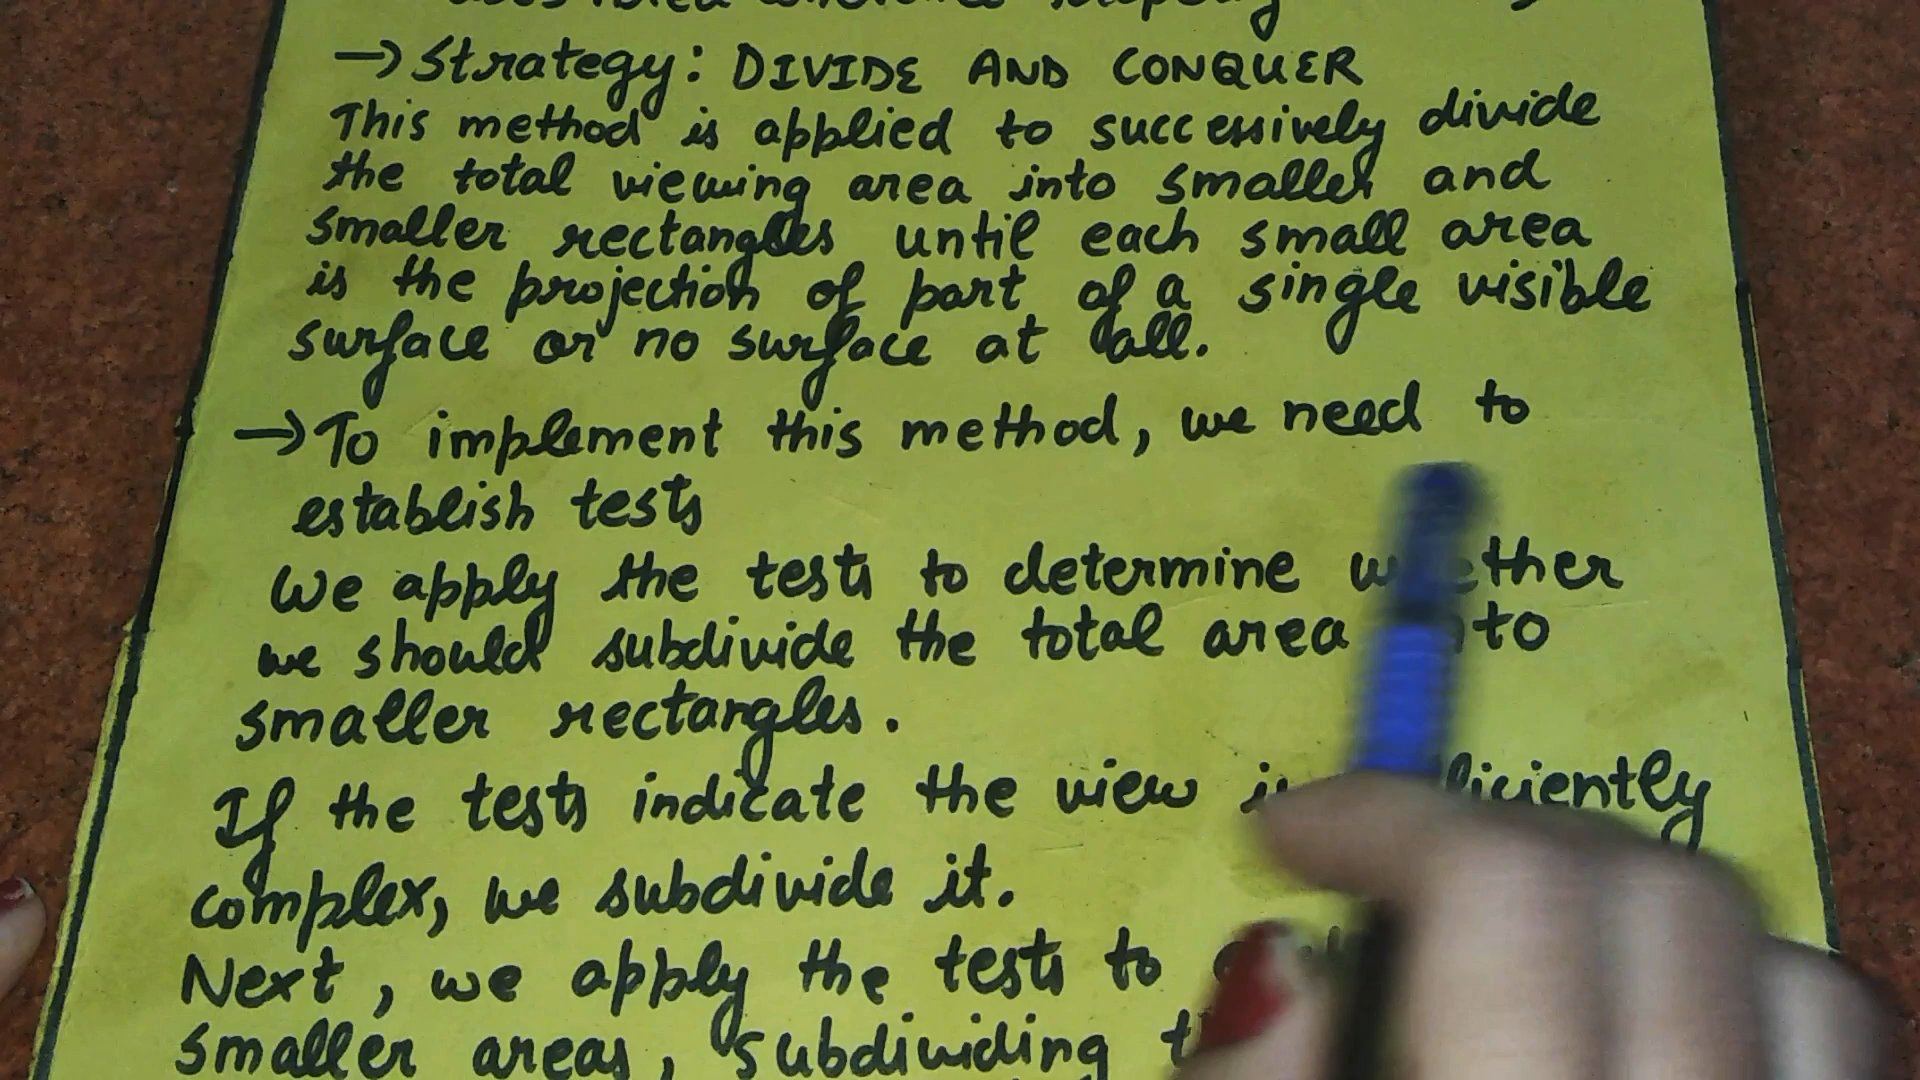 → Strategy: DIVIDE AND CONQUER
This method is applied to successively divide
the total viewing area into smaller and
smaller rectangles until each small area
is the projection of part of a single visible
surface or no surface at all.
→ To implement this method, we need to
establish tests
We apply the tests to determine whether
we should subdivide the total area into
smaller rectangles.
If the tests indicate the view
complex, we subdivide it.
Next, we apply the tests to
smaller areas, subdividing